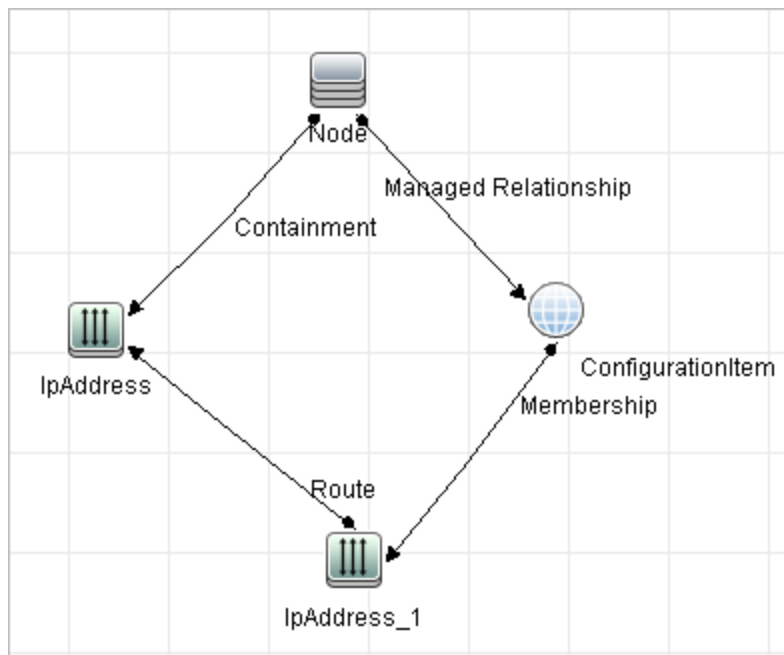 Node
Managed Relationship
Containment
ConfigurationItem
IpAddress
Membership
Route
IpAddress_1